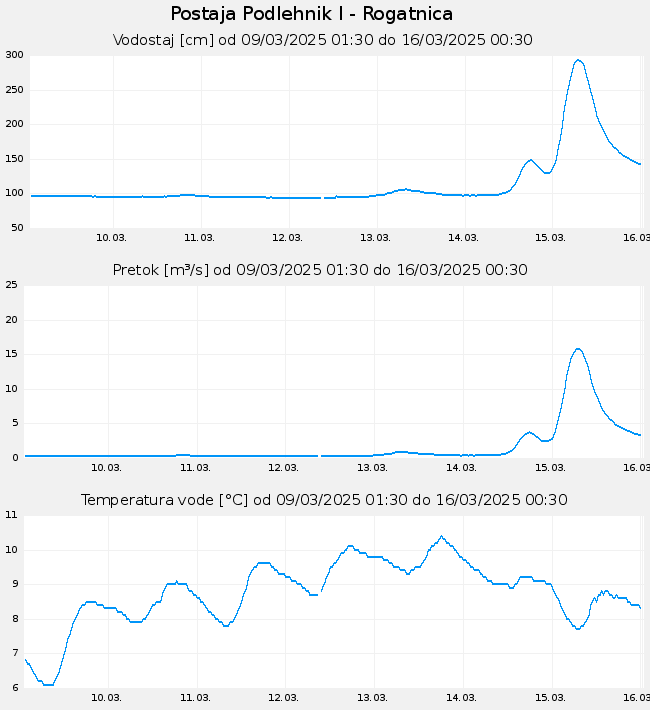 Postaja Podlehnik I - Rogatnica
Vodostaj [cm] od 09/03/2025 01:30 do 16/03/2025 00:30
300
250
200
150
100
50
10.03. 11.03. 12.03. 13.03. 14.03. 15.03. 16.03
Pretok [m³/s] od 09/03/2025 01:30 do 16/03/2025 00:30
25
20
15
10
5
0
10.03. 11.03. 12.03. 13.03. 14.03. 15.03. 16.03
Temperatura vode [°C] od 09/03/2025 01:30 do 16/03/2025 00:30
11
10
9
8
7
6
10.03. 11.03. 12.03. 13.03. 14.03. 15.03. 16.03